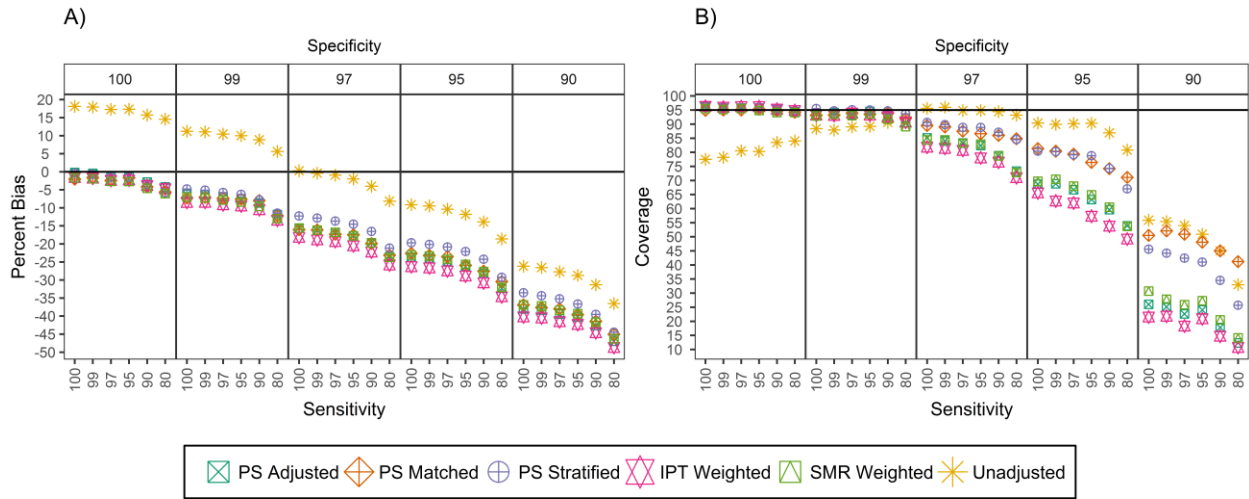 A)
Specificity
100 99 97 95 90
Percent Bias
20
15
10
5
0
-5
-10
-15
-20
-25
-30
-35
-40
-45
-50
100 99 97 95 90 80 100 99 97 95 90 80 100 99 97 95 90 80 100 99 97 95 90 80 100 99 97 95 90 80
Sensitivity
B)
Specificity
100 99 97 95 90
Coverage
100
95
90
85
80
75
70
65
60
55
50
45
40
35
30
25
20
15
10
100 99 97 95 90 80 100 99 97 95 90 80 100 99 97 95 90 80 100 99 97 95 90 80 100 99 97 95 90 80
Sensitivity
PS Adjusted PS Matched PS Stratified IPT Weighted SMR Weighted Unadjusted